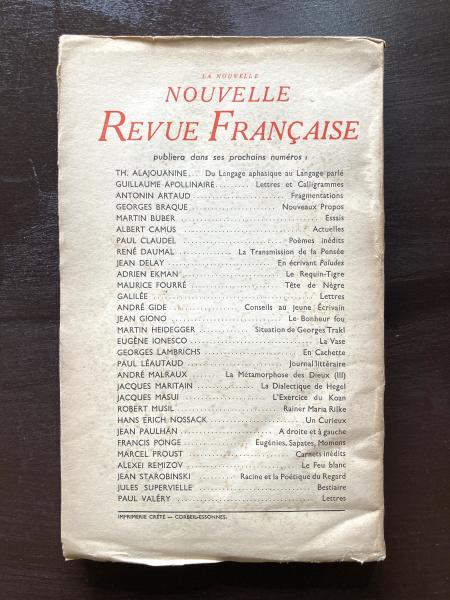 LA NOUVELLE
NOUVELLE
REVUE FRANÇAISE
publiera dans ses prochains numéros :
TH. ALAJOUANINE . . . Du Langage aphasique au Langage parlé
GUILLAUME APOLLINAIRE . . . . . . . . Lettres et Calligrammes
ANTONIN ARTAUD . . . . . . . . Fragmentations
GEORGES BRAQUE . . . . . . . . Nouveaux Propos
MARTIN BUBER . . . . . . . . Essais
ALBERT CAMUS . . . . . . . . Actuelles
PAUL CLAUDEL . . . . . . . . Poèmes inédits
RENÉ DAUMAL . . . . . . . . La Transmission de la Pensée
JEAN DELAY . . . . . . . . En écrivant Paludes
ADRIEN EKMAN . . . . . . . . Le Requin-Tigre
MAURICE FOURRÉ . . . . . . . . Tête de Nègre
GALILÉE . . . . . . . . Lettres
ANDRÉ GIDE . . . . . . . . Conseils au jeune Écrivain
JEAN GIONO . . . . . . . . Le Bonheur fou
MARTIN HEIDEGGER . . . . . . . . Situation de Georges Trakl
EUGÈNE IONESCO . . . . . . . . La Vase
GEORGES LAMBRICHS . . . . . . . . En Cachette
PAUL LÉAUTAUD . . . . . . . . Journal littéraire
ANDRÉ MALRAUX . . . . . . . . La Métamorphose des Dieux (III)
JACQUES MARITAIN . . . . . . . . La Dialectique de Hegel
JACQUES MASUI . . . . . . . . L'Exercice du Koan
ROBERT MUSIL . . . . . . . . Rainer Maria Rilke
HANS ERICH NOSSACK . . . . . . . . Un Curieux
JEAN PAULHAN . . . . . . . . A droite et à gauche
FRANCIS PONGE . . . . . . . . Eugénies, Sapates, Momons
MARCEL PROUST . . . . . . . . Carnets inédits
ALEXEI REMIZOV . . . . . . . . Le Feu blanc
JEAN STAROBINSKI . . . . . . . . Racine et la Poétique du Regard
JULES SUPERVIELLE . . . . . . . . Bestiaire
PAUL VALÉRY . . . . . . . . Lettres
IMPRIMERIE CRÉTÉ — CORBEIL-ESSONNES.